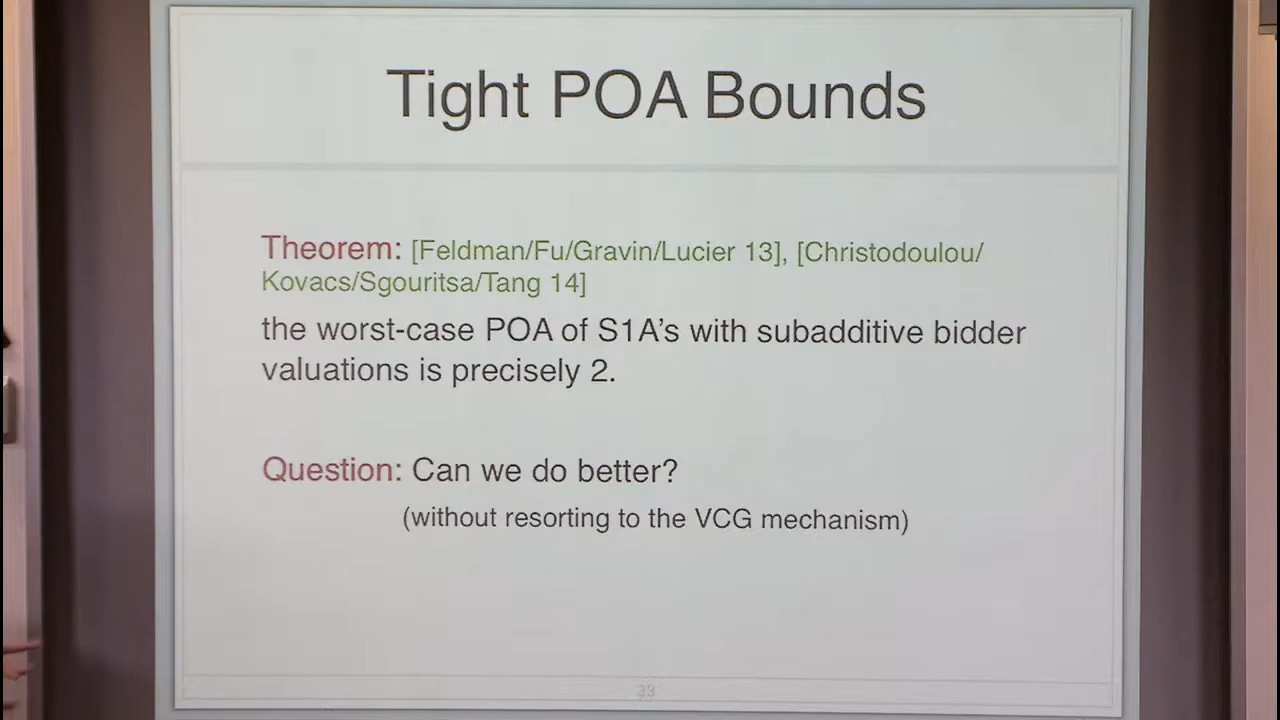 Tight POA Bounds
Theorem: [Feldman/Fu/Gravin/Lucier 13], [Christodoulou/
Kovacs/Sgouritsa/Tang 14]
the worst-case POA of S1A’s with subadditive bidder
valuations is precisely 2.
Question: Can we do better?
(without resorting to the VCG mechanism)
33